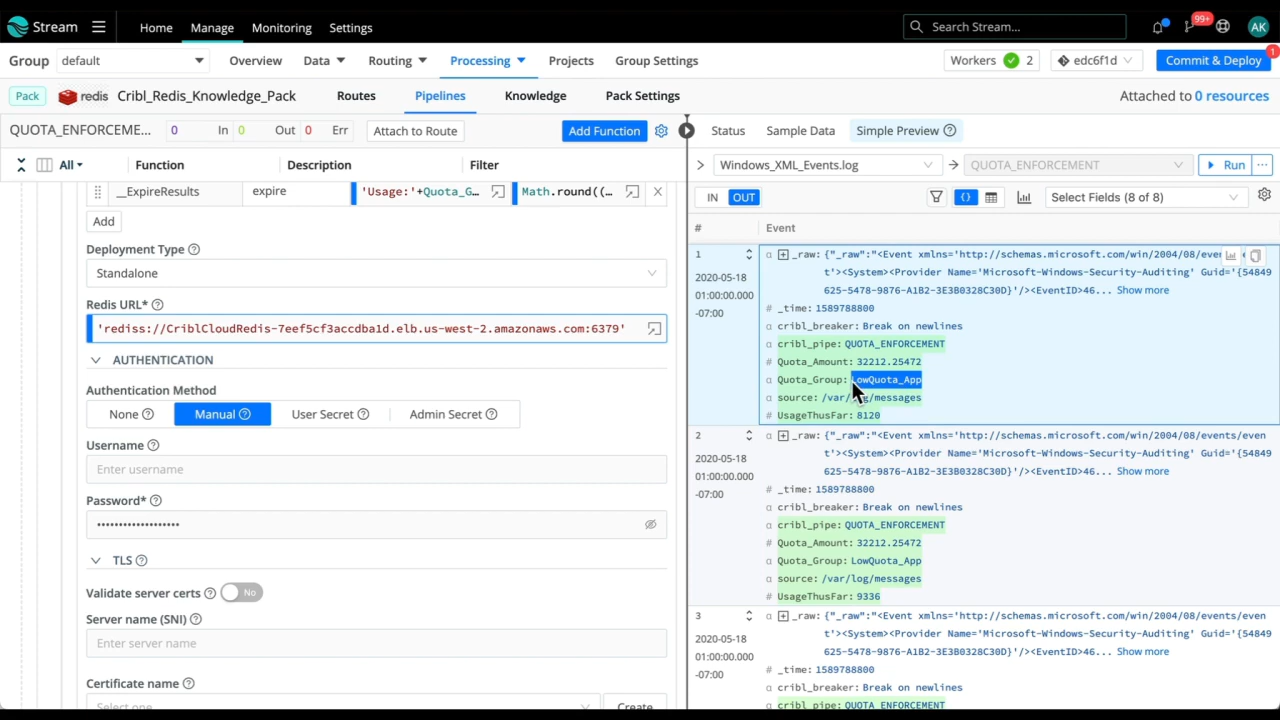 Stream
Home
Manage
Monitoring
Settings
Search Stream...
99+
AK
Group
default
Overview
Data
Routing
Processing
Projects
Group Settings
Workers
2
edc6f1d
Commit & Deploy
1
Pack
redis
Cribl_Redis_Knowledge_Pack
Routes
Pipelines
Knowledge
Pack Settings
Attached to 0 resources
QUOTA_ENFORCEME...
0 In 0 Out 0 Err
Attach to Route
Add Function
All
Function
Description
Filter
__ExpireResults
expire
'Usage:'+Quota_G...
Math.round((...
Add
Deployment Type
Standalone
Redis URL*
'rediss://CriblCloudRedis-7eef5cf3accdba1d.elb.us-west-2.amazonaws.com:6379'
AUTHENTICATION
Authentication Method
None
Manual
User Secret
Admin Secret
Username
Enter username
Password*
•••••••••••••••••••
TLS
Validate server certs
No
Server name (SNI)
Enter server name
Certificate name
Select one
Create
Status
Sample Data
Simple Preview
Windows_XML_Events.log
QUOTA_ENFORCEMENT
Run
IN
OUT
Select Fields (8 of 8)
#
Event
1
2020-05-18
01:00:00.000
-07:00
α _raw: {"_raw":"<Event xmlns='http://schemas.microsoft.com/win/2004/08/even
t'><System><Provider Name='Microsoft-Windows-Security-Auditing' Guid='{54849
625-5478-9876-A1B2-3E3B0328C30D}'/><EventID>46... Show more
# _time: 1589788800
α cribl_breaker: Break on newlines
α cribl_pipe: QUOTA_ENFORCEMENT
# Quota_Amount: 32212.25472
α Quota_Group: LowQuota_App
α source: /var/log/messages
# UsageThusFar: 8120
2
2020-05-18
01:00:00.000
-07:00
α _raw: {"_raw":"<Event xmlns='http://schemas.microsoft.com/win/2004/08/events/even
t'><System><Provider Name='Microsoft-Windows-Security-Auditing' Guid='{54849
625-5478-9876-A1B2-3E3B0328C30D}'/><EventID>46... Show more
# _time: 1589788800
α cribl_breaker: Break on newlines
α cribl_pipe: QUOTA_ENFORCEMENT
# Quota_Amount: 32212.25472
α Quota_Group: LowQuota_App
α source: /var/log/messages
# UsageThusFar: 9336
3
2020-05-18
01:00:00.000
-07:00
α _raw: {"_raw":"<Event xmlns='http://schemas.microsoft.com/win/2004/08/events/even
t'><System><Provider Name='Microsoft-Windows-Security-Auditing' Guid='{54849
625-5478-9876-A1B2-3E3B0328C30D}'/><EventID>46... Show more
# _time: 1589788800
α cribl_breaker: Break on newlines
α cribl_pipe: QUOTA_ENFORCEMENT